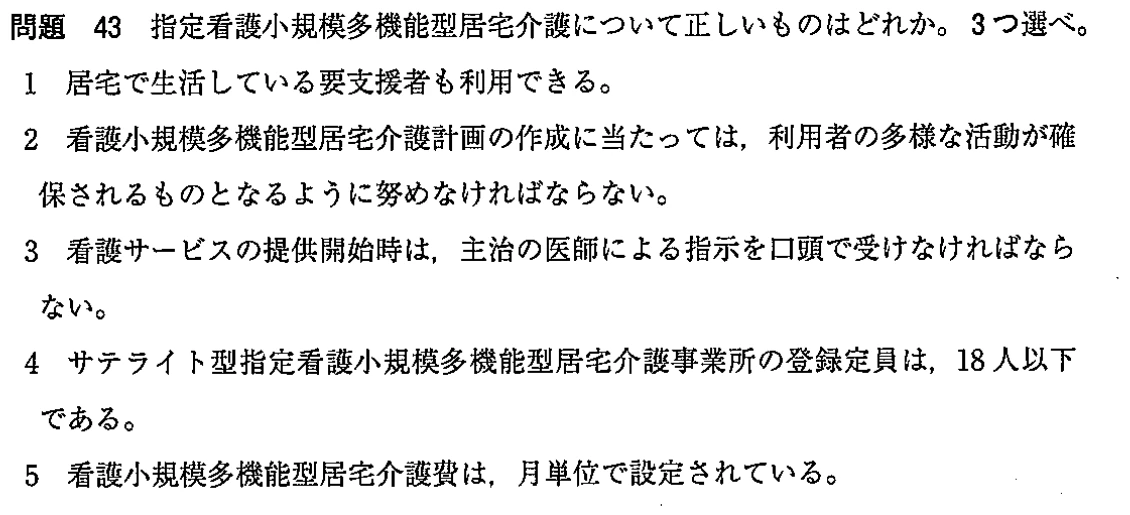 問題　43　指定看護小規模多機能型居宅介護について正しいものはどれか。3つ選べ。
1　居宅で生活している要支援者も利用できる。
2　看護小規模多機能型居宅介護計画の作成に当たっては，利用者の多様な活動が確
保されるものとなるように努めなければならない。
3　看護サービスの提供開始時は，主治の医師による指示を口頭で受けなければなら
ない。
4　サテライト型指定看護小規模多機能型居宅介護事業所の登録定員は，18人以下
である。
5　看護小規模多機能型居宅介護費は，月単位で設定されている。